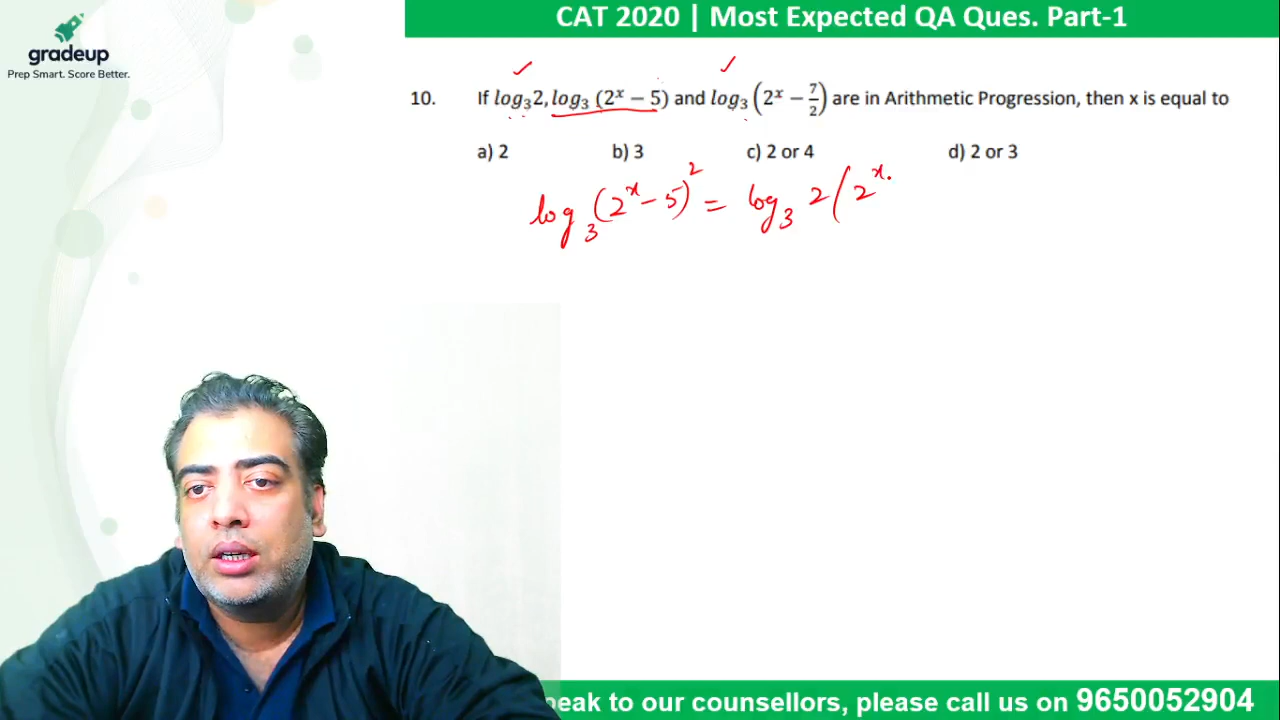 CAT 2020 | Most Expected QA Ques. Part-1
gradeup
Prep Smart. Score Better.
10. If log₃2, log₃ (2ˣ − 5) and log₃ (2ˣ − 7/2) are in Arithmetic Progression, then x is equal to
a) 2 b) 3 c) 2 or 4 d) 2 or 3
log₃(2ˣ − 5)² = log₃ 2(2ˣ
peak to our counsellors, please call us on 9650052904